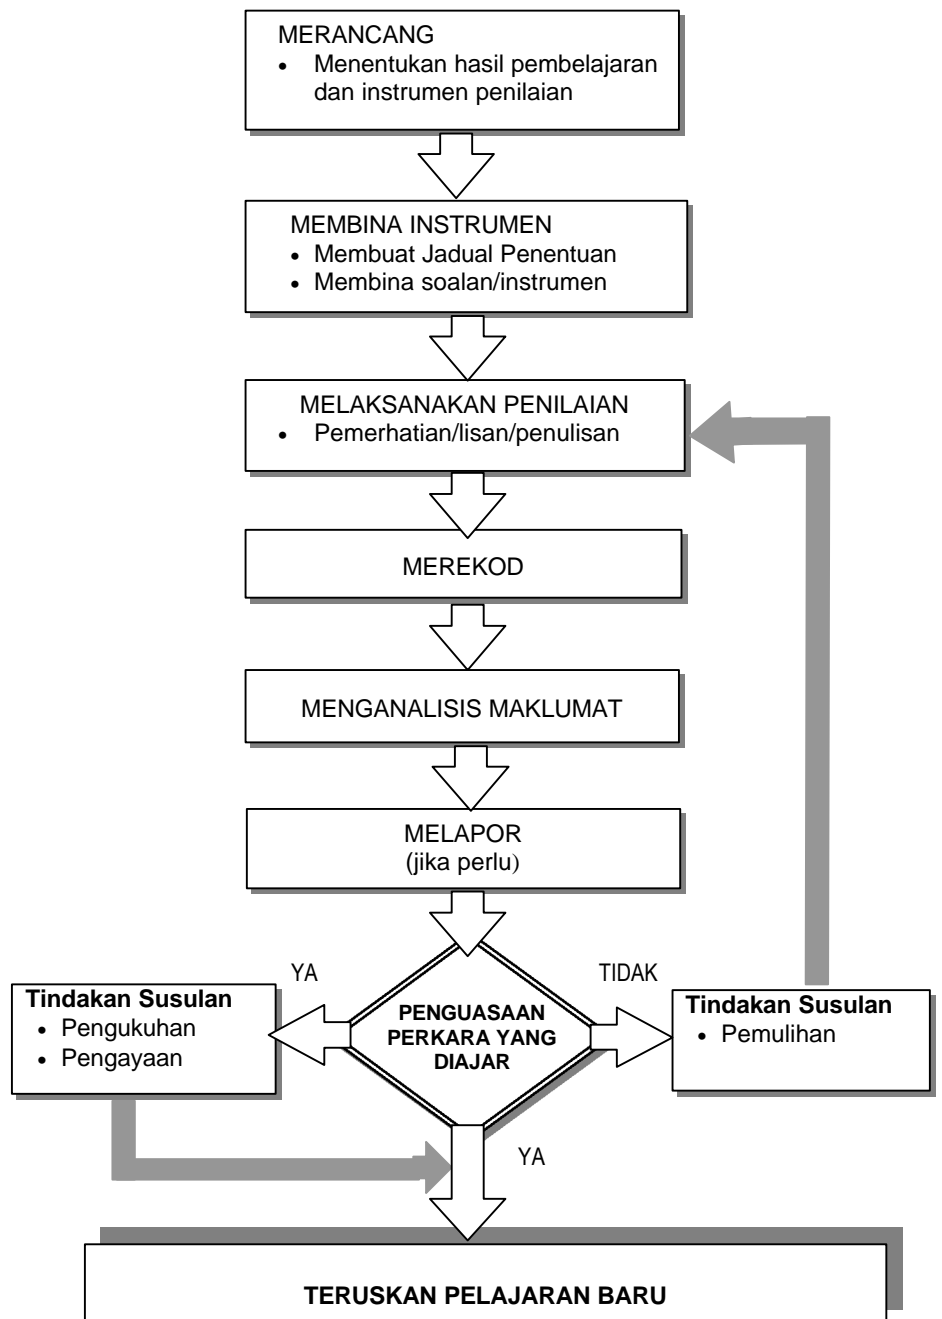 MERANCANG
• Menentukan hasil pembelajaran
dan instrumen penilaian
MEMBINA INSTRUMEN
• Membuat Jadual Penentuan
• Membina soalan/instrumen
MELAKSANAKAN PENILAIAN
• Pemerhatian/lisan/penulisan
MEREKOD
MENGANALISIS MAKLUMAT
MELAPOR
(jika perlu)
YA
TIDAK
Tindakan Susulan
• Pengukuhan
• Pengayaan
PENGUASAAN
PERKARA YANG
DIAJAR
Tindakan Susulan
• Pemulihan
YA
TERUSKAN PELAJARAN BARU